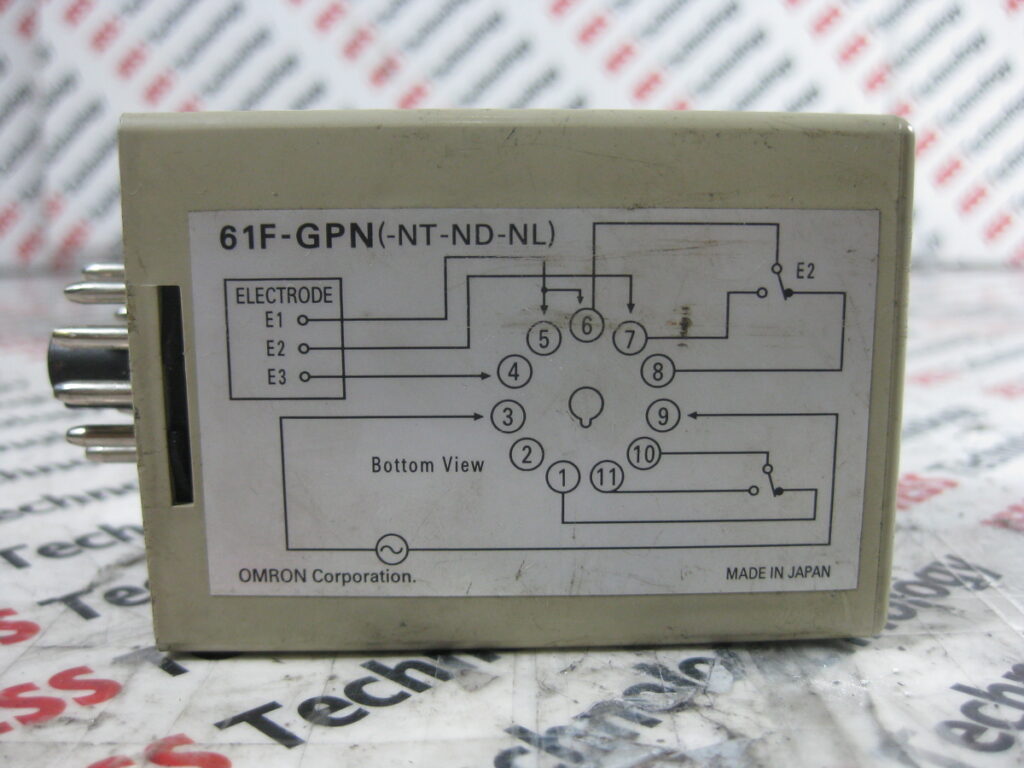 61F-GPN(-NT-ND-NL)
ELECTRODE
E1
E2
E3
E2
6
5
7
4
8
3
9
2
10
1
11
Bottom View
OMRON Corporation.
MADE IN JAPAN
Technology